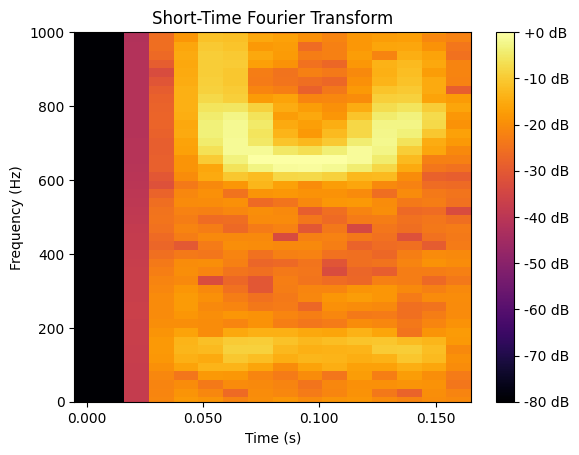 Short-Time Fourier Transform
1000
800
600
400
200
0
Frequency (Hz)
0.000
0.050
0.100
0.150
Time (s)
+0 dB
-10 dB
-20 dB
-30 dB
-40 dB
-50 dB
-60 dB
-70 dB
-80 dB